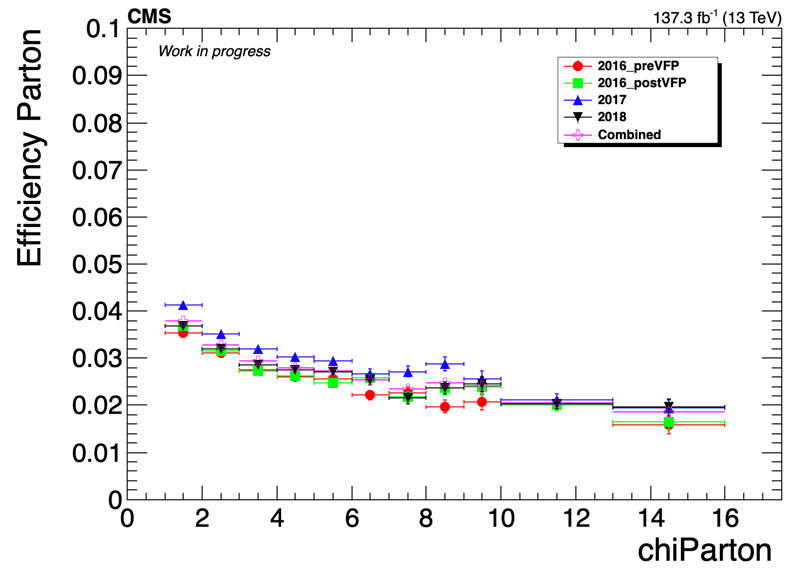 CMS 137.3 fb-1 (13 TeV)
Work in progress
2016_preVFP
2016_postVFP
2017
2018
Combined
Efficiency Parton
0.1
0.09
0.08
0.07
0.06
0.05
0.04
0.03
0.02
0.01
0
0 2 4 6 8 10 12 14 16
chiParton